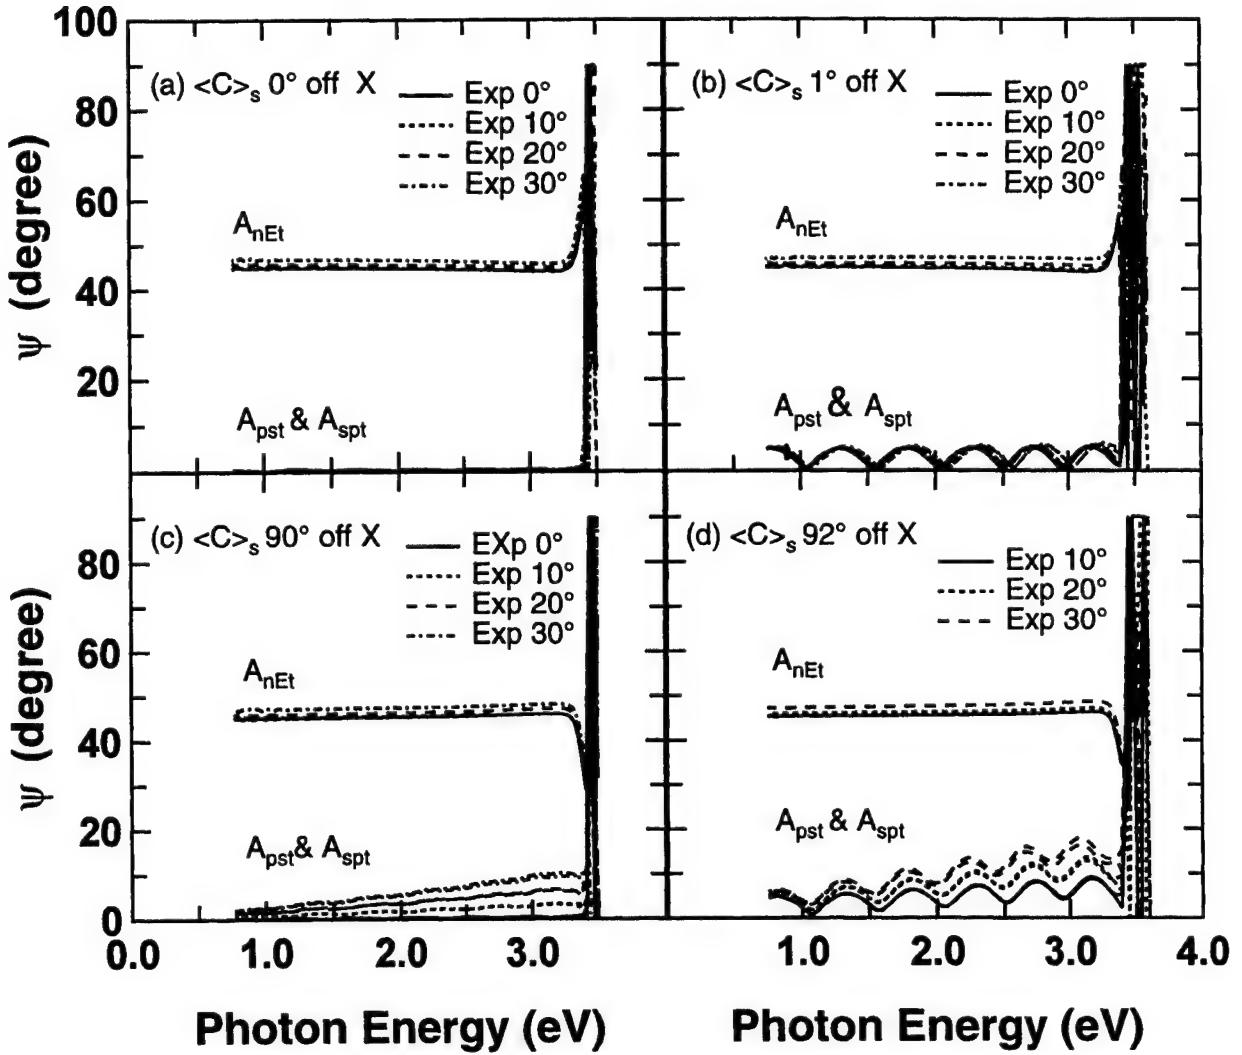 100
80
60
40
20
ψ (degree)
(a) <C>s 0° off X
Exp 0°
Exp 10°
Exp 20°
Exp 30°
AnEt
Apst & Aspt
(b) <C>s 1° off X
Exp 0°
Exp 10°
Exp 20°
Exp 30°
AnEt
Apst & Aspt
80
60
40
20
0
ψ (degree)
(c) <C>s 90° off X
EXp 0°
Exp 10°
Exp 20°
Exp 30°
AnEt
Apst& Aspt
(d) <C>s 92° off X
Exp 10°
Exp 20°
Exp 30°
AnEt
Apst & Aspt
0.0 1.0 2.0 3.0
1.0 2.0 3.0 4.0
Photon Energy (eV)
Photon Energy (eV)